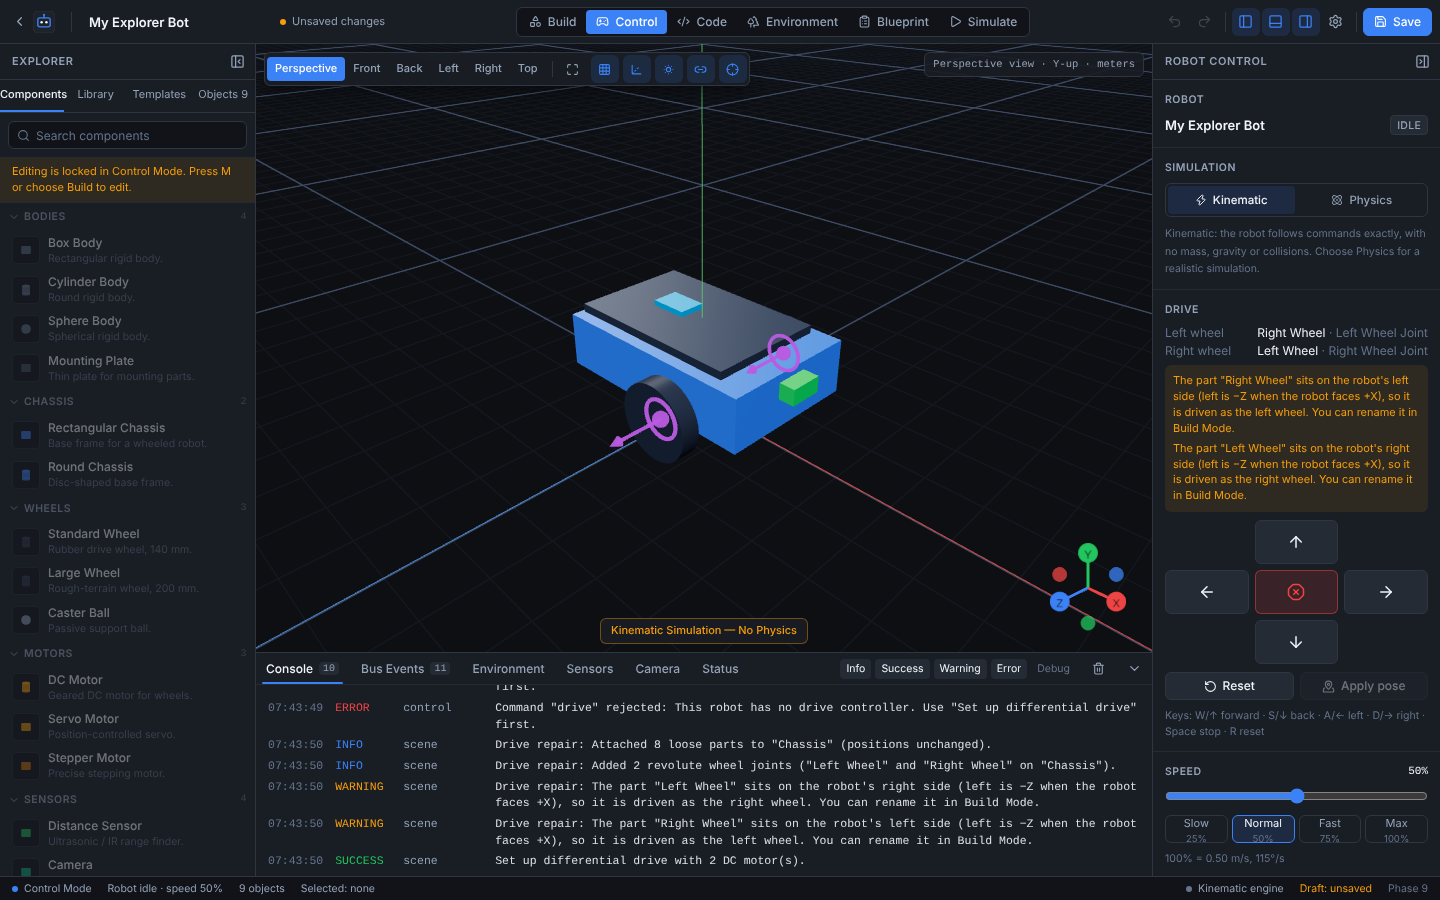 My Explorer Bot
Unsaved changes
Build
Control
Code
Environment
Blueprint
Simulate
Save
EXPLORER
Components
Library
Templates
Objects 9
Search components
Editing is locked in Control Mode. Press M
or choose Build to edit.
BODIES 4
Box Body
Rectangular rigid body.
Cylinder Body
Round rigid body.
Sphere Body
Spherical rigid body.
Mounting Plate
Thin plate for mounting parts.
CHASSIS 2
Rectangular Chassis
Base frame for a wheeled robot.
Round Chassis
Disc-shaped base frame.
WHEELS 3
Standard Wheel
Rubber drive wheel, 140 mm.
Large Wheel
Rough-terrain wheel, 200 mm.
Caster Ball
Passive support ball.
MOTORS 3
DC Motor
Geared DC motor for wheels.
Servo Motor
Position-controlled servo.
Stepper Motor
Precise stepping motor.
SENSORS 4
Distance Sensor
Ultrasonic / IR range finder.
Camera
Perspective
Front
Back
Left
Right
Top
Perspective view · Y-up · meters
Y
Z
X
Kinematic Simulation — No Physics
Console 10
Bus Events 11
Environment
Sensors
Camera
Status
Info
Success
Warning
Error
Debug
first.
07:43:49 ERROR control Command "drive" rejected: This robot has no drive controller. Use "Set up differential drive"
first.
07:43:50 INFO scene Drive repair: Attached 8 loose parts to "Chassis" (positions unchanged).
07:43:50 INFO scene Drive repair: Added 2 revolute wheel joints ("Left Wheel" and "Right Wheel" on "Chassis").
07:43:50 WARNING scene Drive repair: The part "Left Wheel" sits on the robot's right side (left is −Z when the robot
faces +X), so it is driven as the right wheel. You can rename it in Build Mode.
07:43:50 WARNING scene Drive repair: The part "Right Wheel" sits on the robot's left side (left is −Z when the robot
faces +X), so it is driven as the left wheel. You can rename it in Build Mode.
07:43:50 SUCCESS scene Set up differential drive with 2 DC motor(s).
ROBOT CONTROL
ROBOT
My Explorer Bot IDLE
SIMULATION
Kinematic
Physics
Kinematic: the robot follows commands exactly, with
no mass, gravity or collisions. Choose Physics for a
realistic simulation.
DRIVE
Left wheel Right Wheel · Left Wheel Joint
Right wheel Left Wheel · Right Wheel Joint
The part "Right Wheel" sits on the robot's left
side (left is −Z when the robot faces +X), so it
is driven as the left wheel. You can rename it in
Build Mode.
The part "Left Wheel" sits on the robot's right
side (left is −Z when the robot faces +X), so it
is driven as the right wheel. You can rename it
in Build Mode.
Reset
Apply pose
Keys: W/↑ forward · S/↓ back · A/← left · D/→ right ·
Space stop · R reset
SPEED 50%
Slow
25%
Normal
50%
Fast
75%
Max
100%
100% = 0.50 m/s, 115°/s
Control Mode
Robot idle · speed 50%
9 objects
Selected: none
Kinematic engine
Draft: unsaved
Phase 9